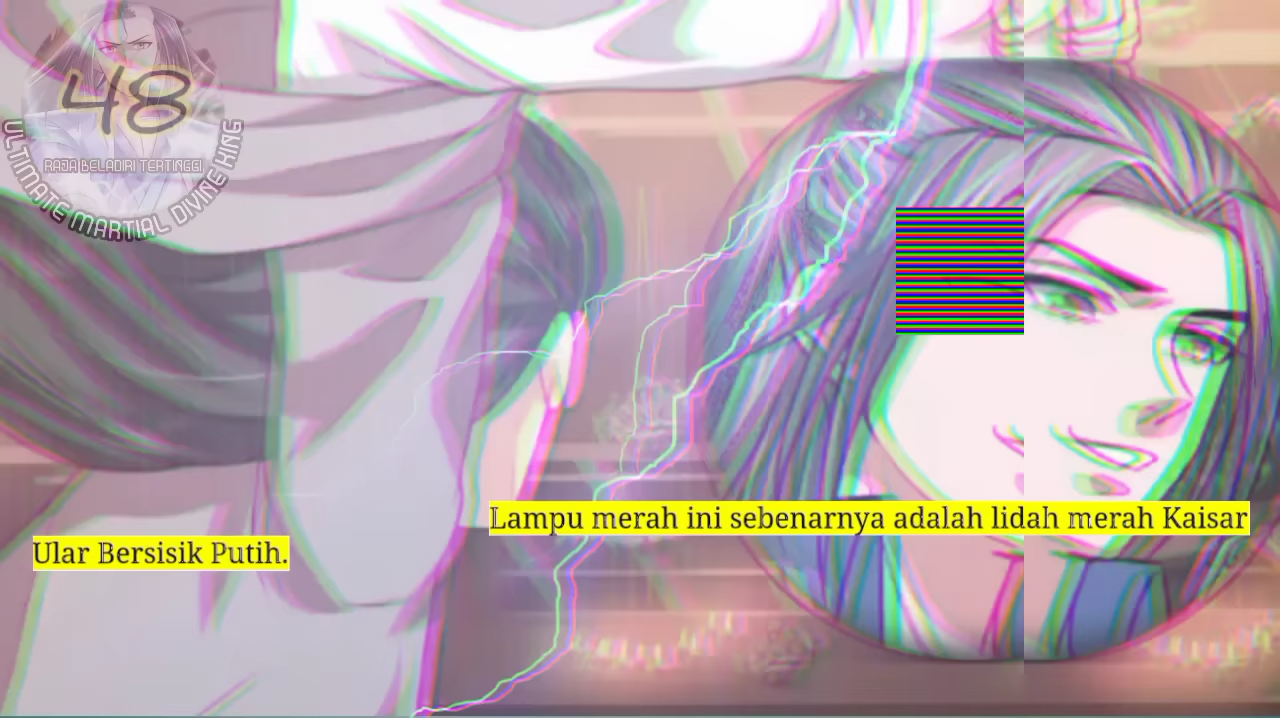 48
RAJA BELADIRI TERTINGGI
ULTIMATE MARTIAL DIVINE KING
Lampu merah ini sebenarnya adalah lidah merah Kaisar
Ular Bersisik Putih.